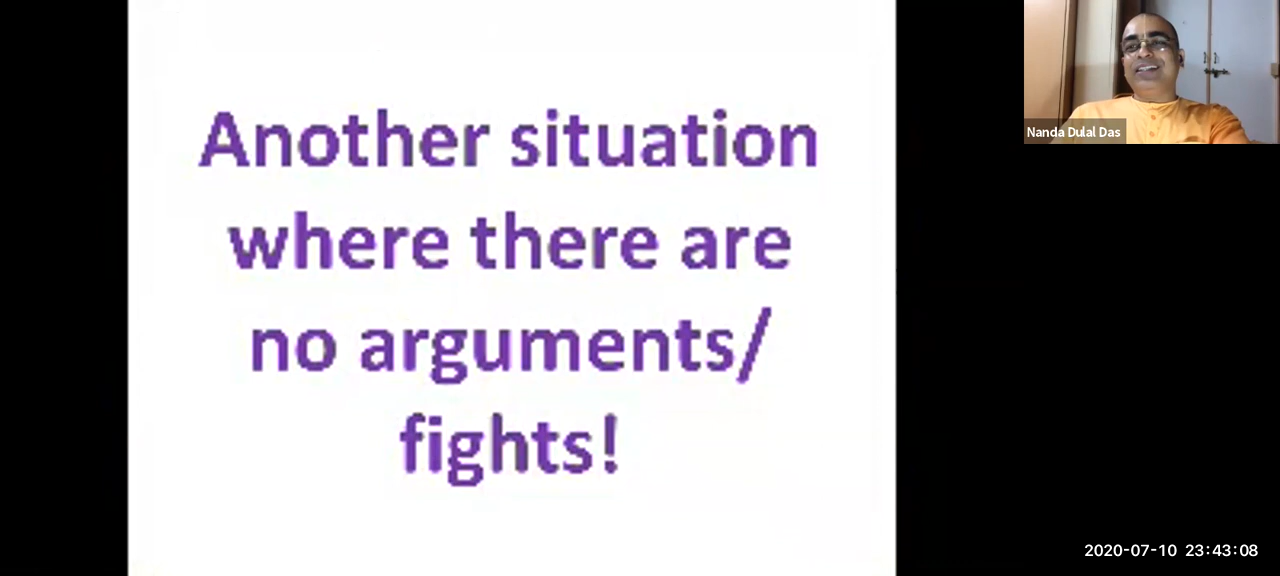 Another situation
where there are
no arguments/
fights!
Nanda Dulal Das
2020-07-10 23:43:08